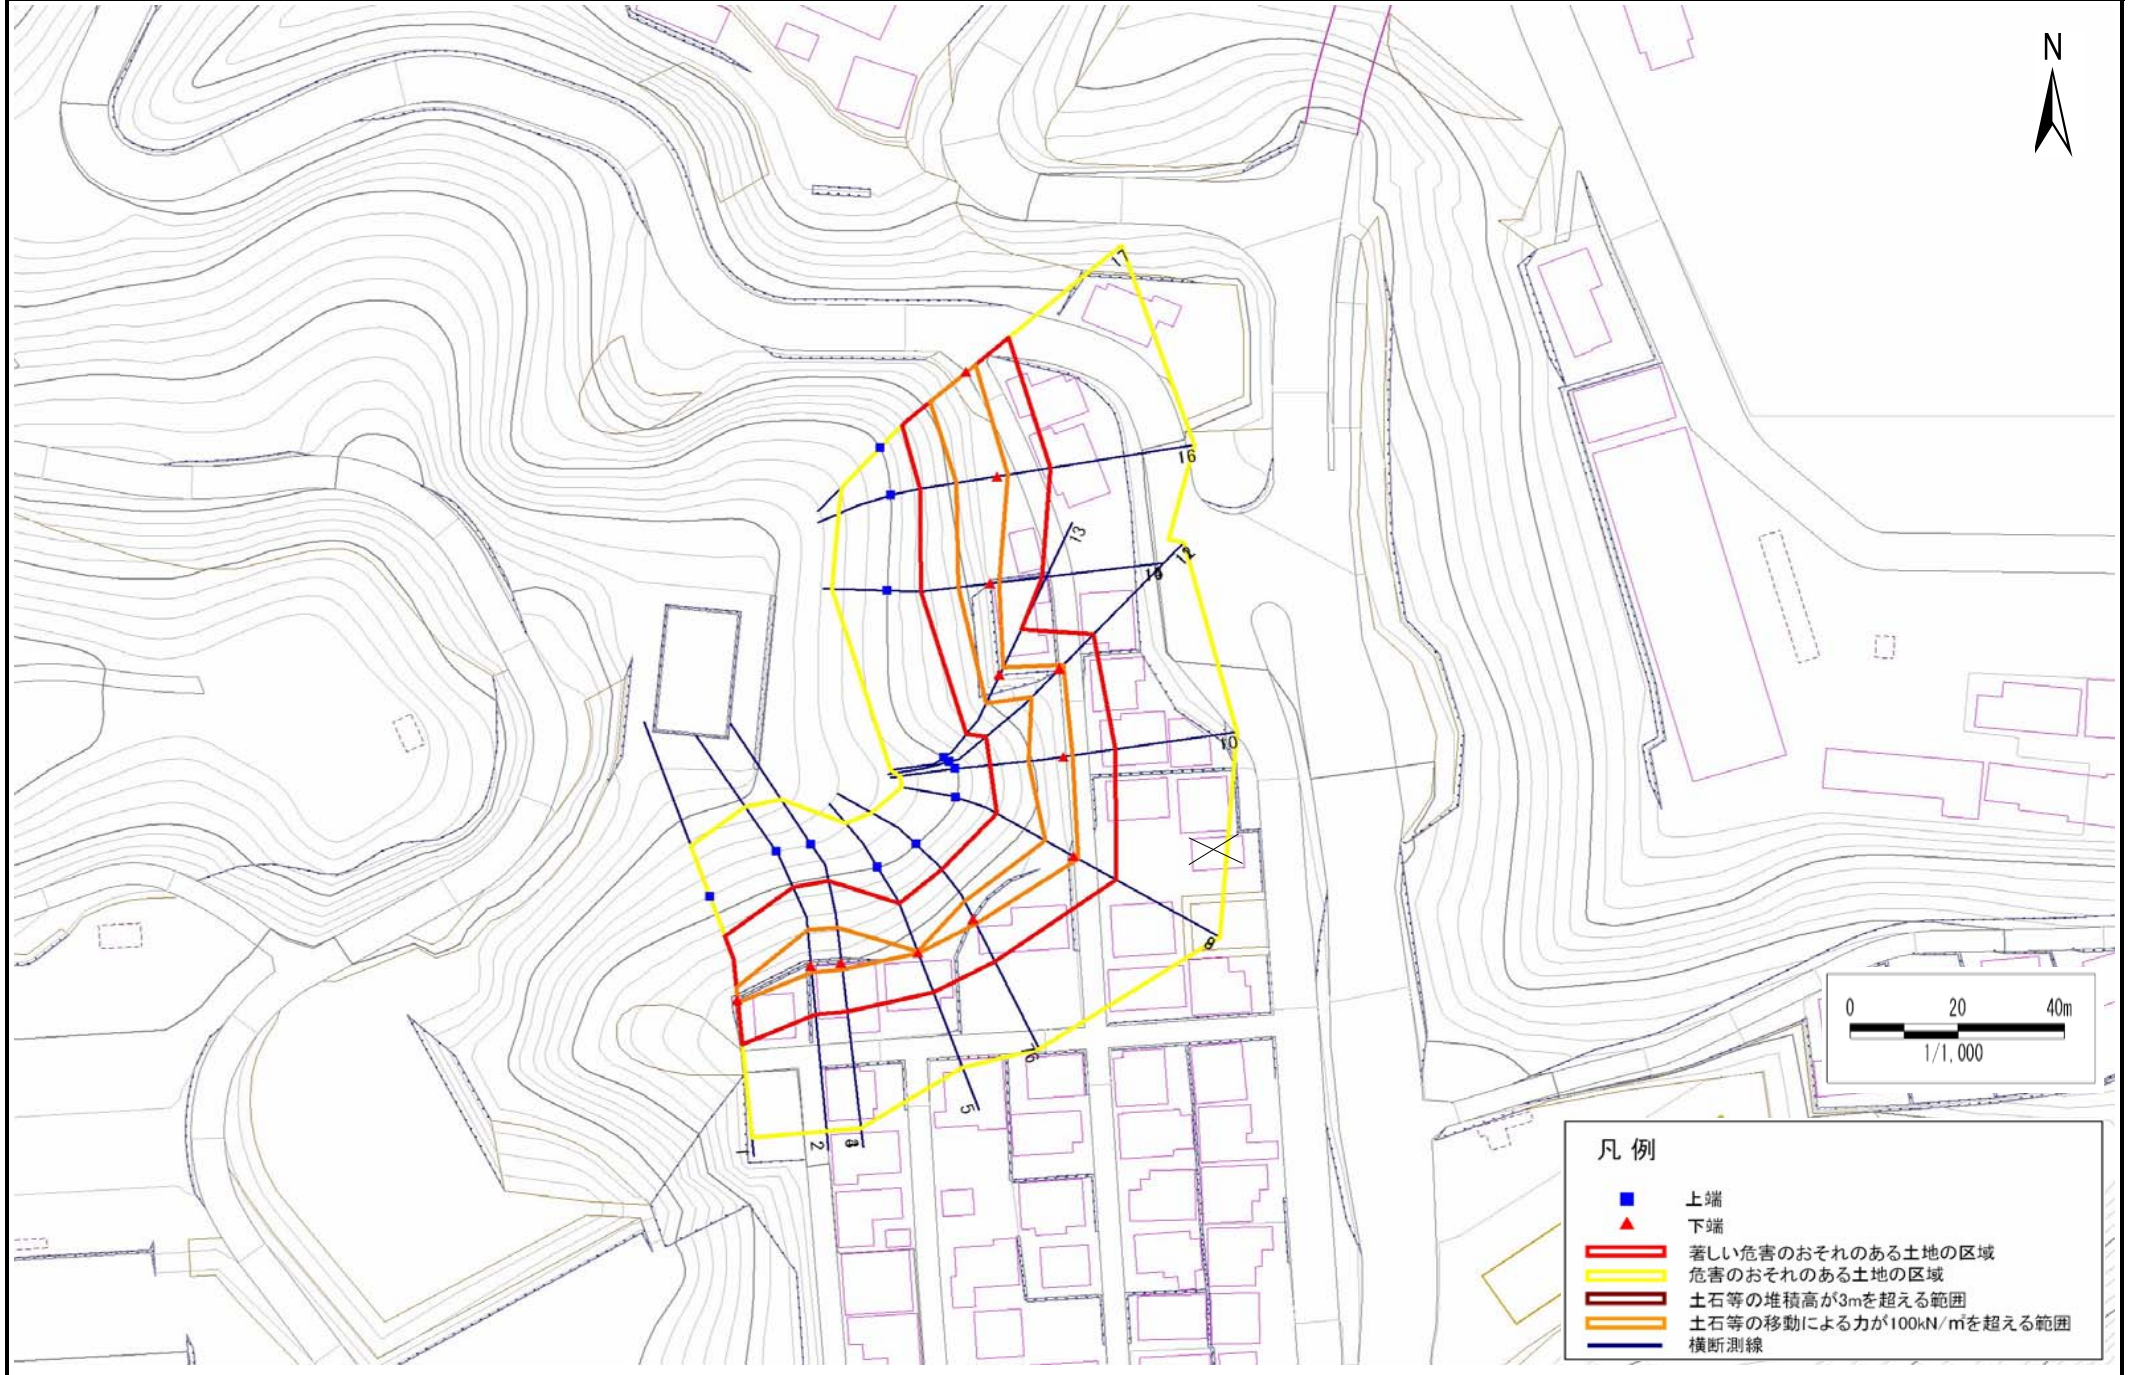 N
17
16
13
12
10
8
6
5
2
1
0 20 40m
1/1,000
凡 例
上端
下端
著しい危害のおそれのある土地の区域
危害のおそれのある土地の区域
土石等の堆積高が3mを超える範囲
土石等の移動による力が100kN/㎡を超える範囲
横断測線